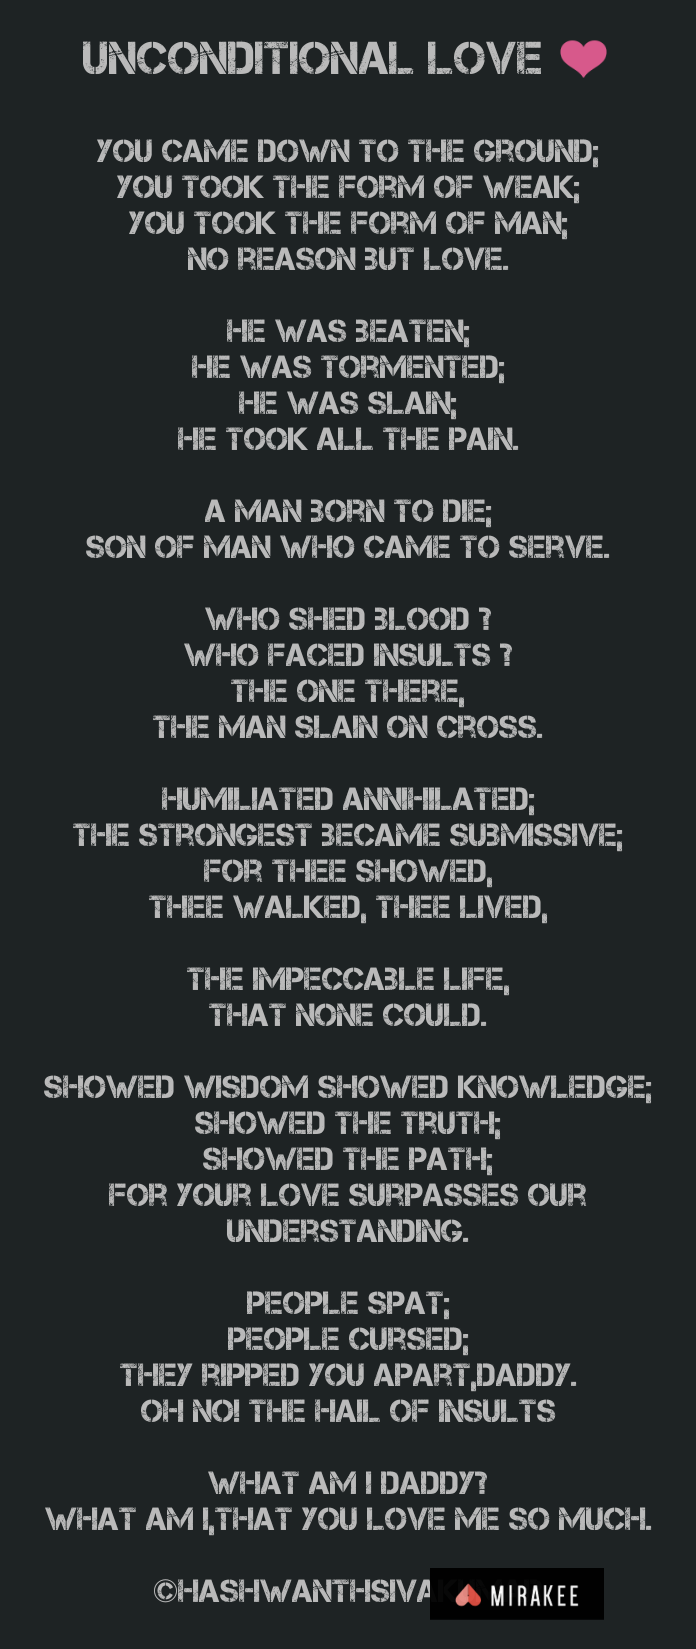 UNCONDITIONAL LOVE ❤
YOU CAME DOWN TO THE GROUND;
YOU TOOK THE FORM OF WEAK;
YOU TOOK THE FORM OF MAN;
NO REASON BUT LOVE.
HE WAS BEATEN;
HE WAS TORMENTED;
HE WAS SLAIN;
HE TOOK ALL THE PAIN.
A MAN BORN TO DIE;
SON OF MAN WHO CAME TO SERVE.
WHO SHED BLOOD ?
WHO FACED INSULTS ?
THE ONE THERE,
THE MAN SLAIN ON CROSS.
HUMILIATED ANNIHILATED;
THE STRONGEST BECAME SUBMISSIVE;
FOR THEE SHOWED,
THEE WALKED, THEE LIVED,
THE IMPECCABLE LIFE,
THAT NONE COULD.
SHOWED WISDOM SHOWED KNOWLEDGE;
SHOWED THE TRUTH;
SHOWED THE PATH;
FOR YOUR LOVE SURPASSES OUR
UNDERSTANDING.
PEOPLE SPAT;
PEOPLE CURSED;
THEY RIPPED YOU APART,DADDY.
OH NO! THE HAIL OF INSULTS
WHAT AM I DADDY?
WHAT AM I,THAT YOU LOVE ME SO MUCH.
MIRAKEE